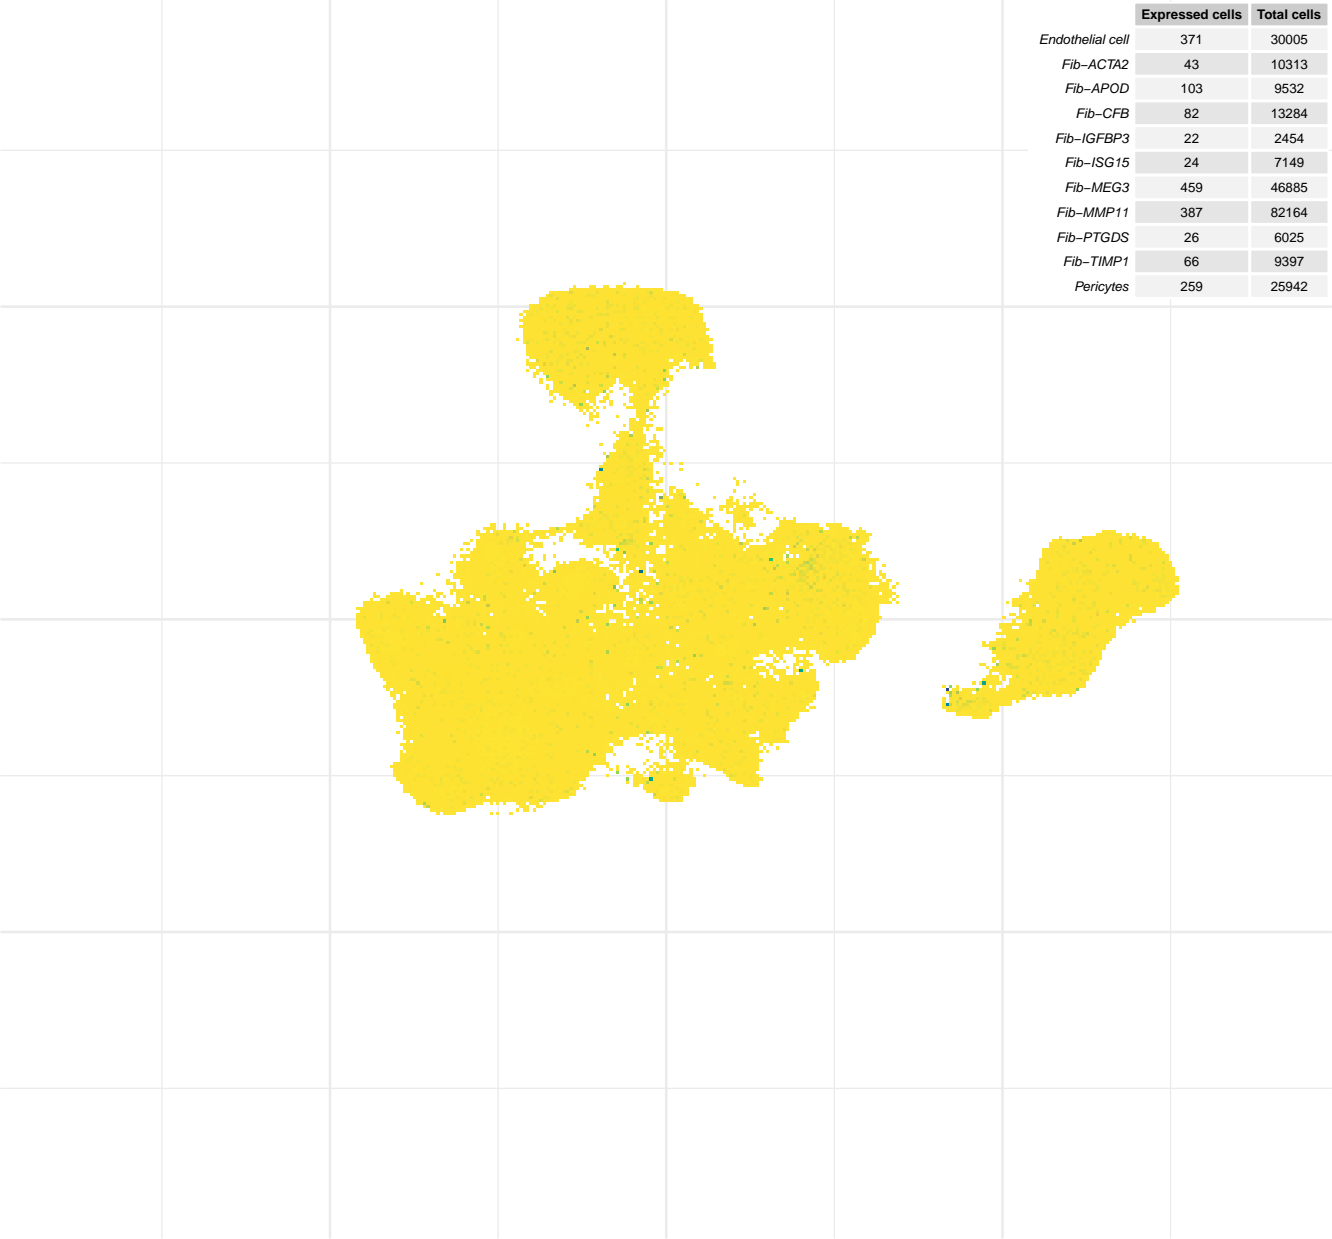 Expressed cells Total cells
Endothelial cell 371 30005
Fib−ACTA2 43 10313
Fib−APOD 103 9532
Fib−CFB 82 13284
Fib−IGFBP3 22 2454
Fib−ISG15 24 7149
Fib−MEG3 459 46885
Fib−MMP11 387 82164
Fib−PTGDS 26 6025
Fib−TIMP1 66 9397
Pericytes 259 25942